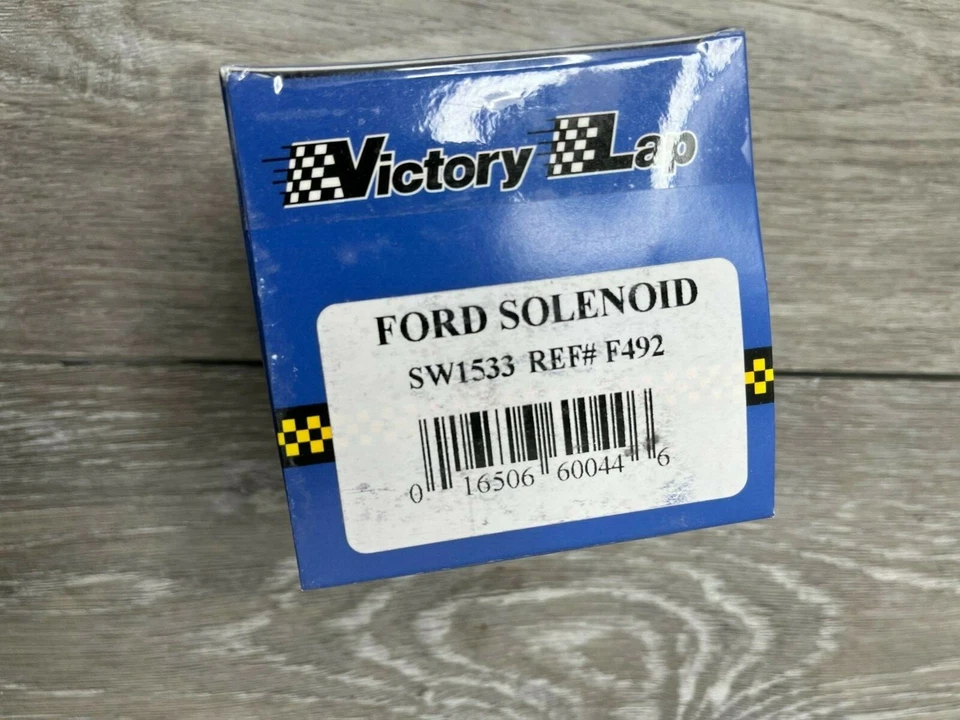 Victory Lap
FORD SOLENOID
SW1533 REF# F492
0 16506 60044 6